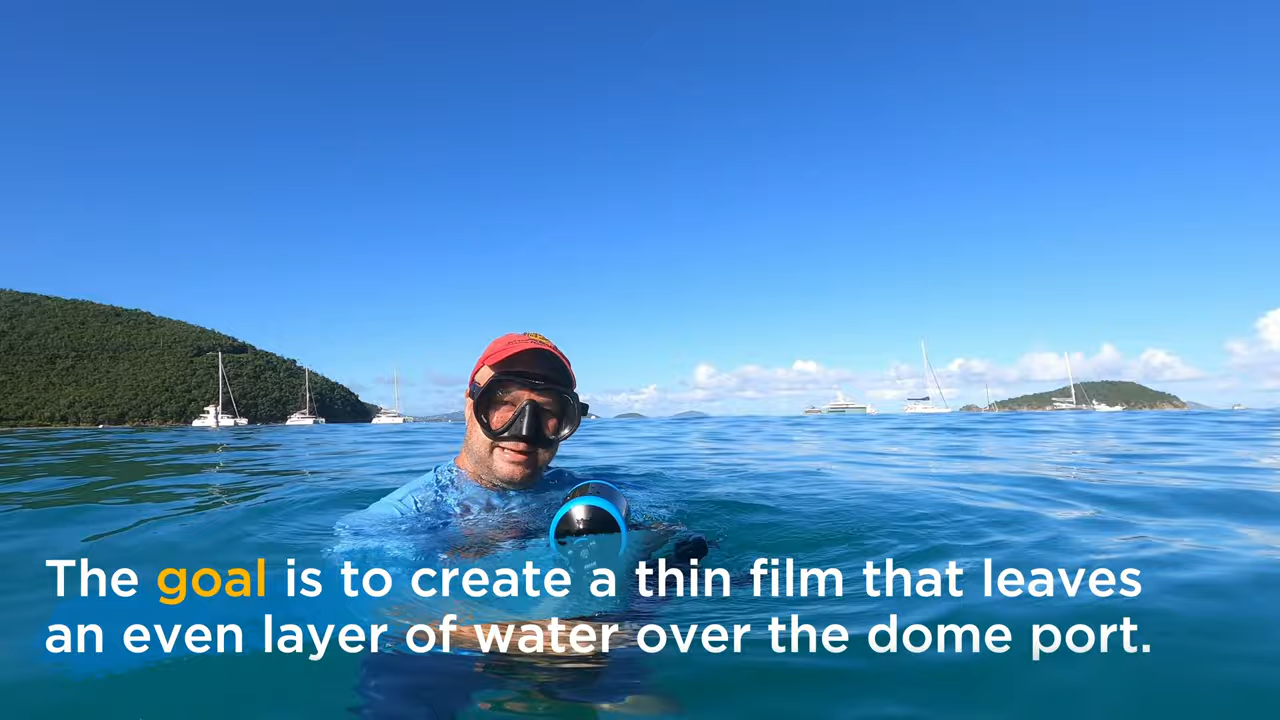 The goal is to create a thin film that leaves
an even layer of water over the dome port.